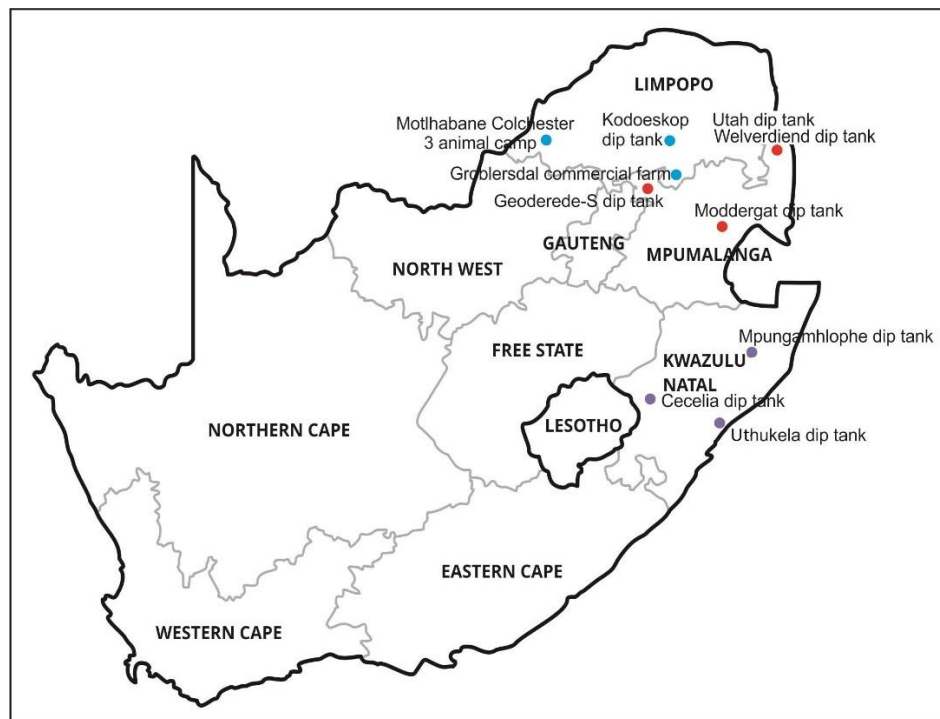 LIMPOPO
Motlhabane Colchester
3 animal camp
Kodoeskop
dip tank
Utah dip tank
Welverdiend dip tank
Groblersdal commercial farm
Geoderede-S dip tank
Moddergat dip tank
GAUTENG
MPUMALANGA
NORTH WEST
Mpungamhlophe dip tank
FREE STATE
KWAZULU
NATAL
Cecelia dip tank
LESOTHO
NORTHERN CAPE
Uthukela dip tank
EASTERN CAPE
WESTERN CAPE